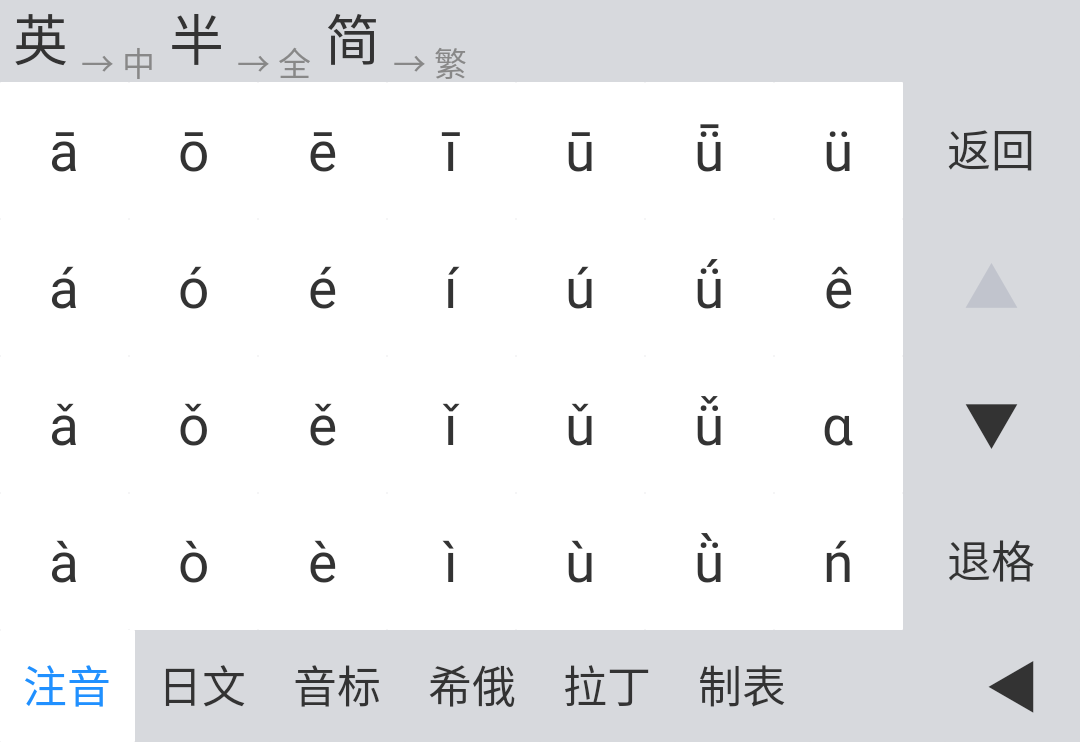 英→中 半→全 简→繁
ā ō ē ī ū ǖ ü 返回
á ó é í ú ǘ ê
ǎ ǒ ě ǐ ǔ ǚ ɑ
à ò è ì ù ǜ ń 退格
注音 日文 音标 希俄 拉丁 制表